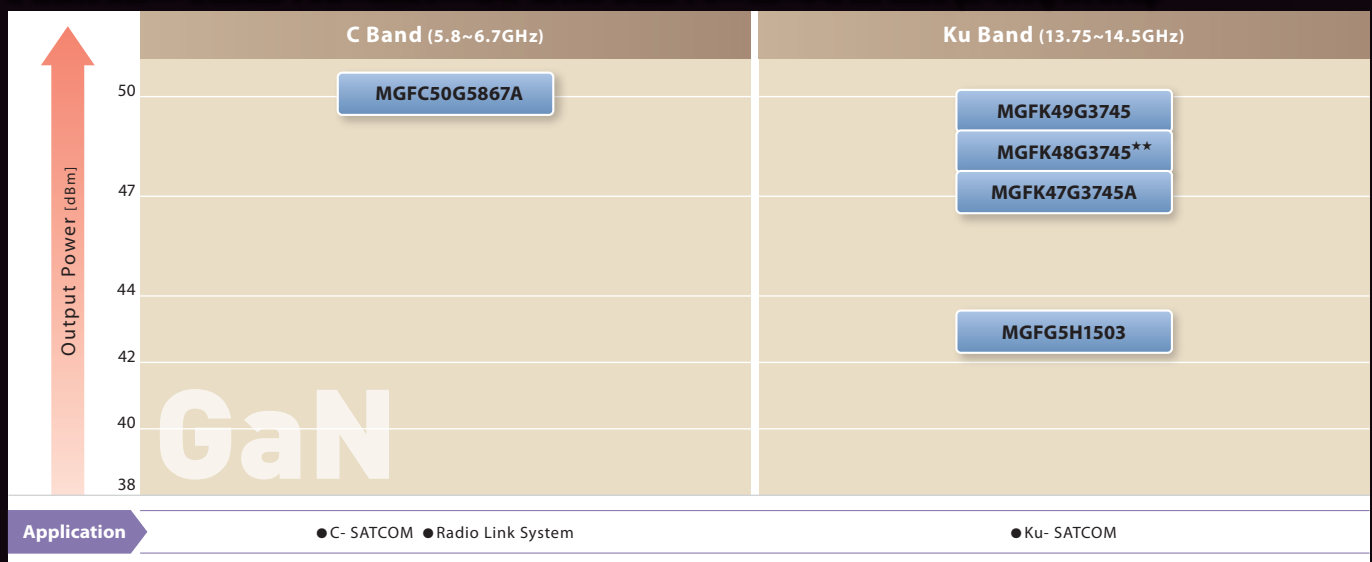 C Band (5.8~6.7GHz)
Ku Band (13.75~14.5GHz)
Output Power [dBm]
50
47
44
42
40
38
MGFC50G5867A
MGFK49G3745
MGFK48G3745★★
MGFK47G3745A
MGFG5H1503
GaN
Application
●C- SATCOM ●Radio Link System
●Ku- SATCOM